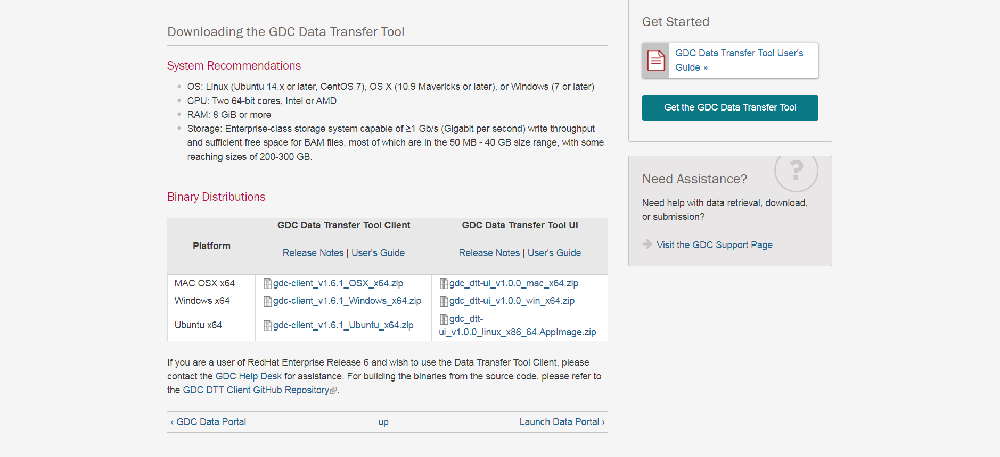 Downloading the GDC Data Transfer Tool
System Recommendations
OS: Linux (Ubuntu 14.x or later, CentOS 7), OS X (10.9 Mavericks or later), or Windows (7 or later)
CPU: Two 64-bit cores, Intel or AMD
RAM: 8 GiB or more
Storage: Enterprise-class storage system capable of ≥1 Gb/s (Gigabit per second) write throughput
and sufficient free space for BAM files, most of which are in the 50 MB - 40 GB size range, with some
reaching sizes of 200-300 GB.
Binary Distributions
Platform
GDC Data Transfer Tool Client
Release Notes | User's Guide
GDC Data Transfer Tool UI
Release Notes | User's Guide
MAC OSX x64
gdc-client_v1.6.1_OSX_x64.zip
gdc_dtt-ui_v1.0.0_mac_x64.zip
Windows x64
gdc-client_v1.6.1_Windows_x64.zip
gdc_dtt-ui_v1.0.0_win_x64.zip
Ubuntu x64
gdc-client_v1.6.1_Ubuntu_x64.zip
gdc_dtt-
ui_v1.0.0_linux_x86_64.AppImage.zip
If you are a user of RedHat Enterprise Release 6 and wish to use the Data Transfer Tool Client, please
contact the GDC Help Desk for assistance. For building the binaries from the source code, please refer to
the GDC DTT Client GitHub Repository.
‹ GDC Data Portal
up
Launch Data Portal ›
Get Started
GDC Data Transfer Tool User's
Guide »
Get the GDC Data Transfer Tool
Need Assistance?
?
Need help with data retrieval, download,
or submission?
Visit the GDC Support Page